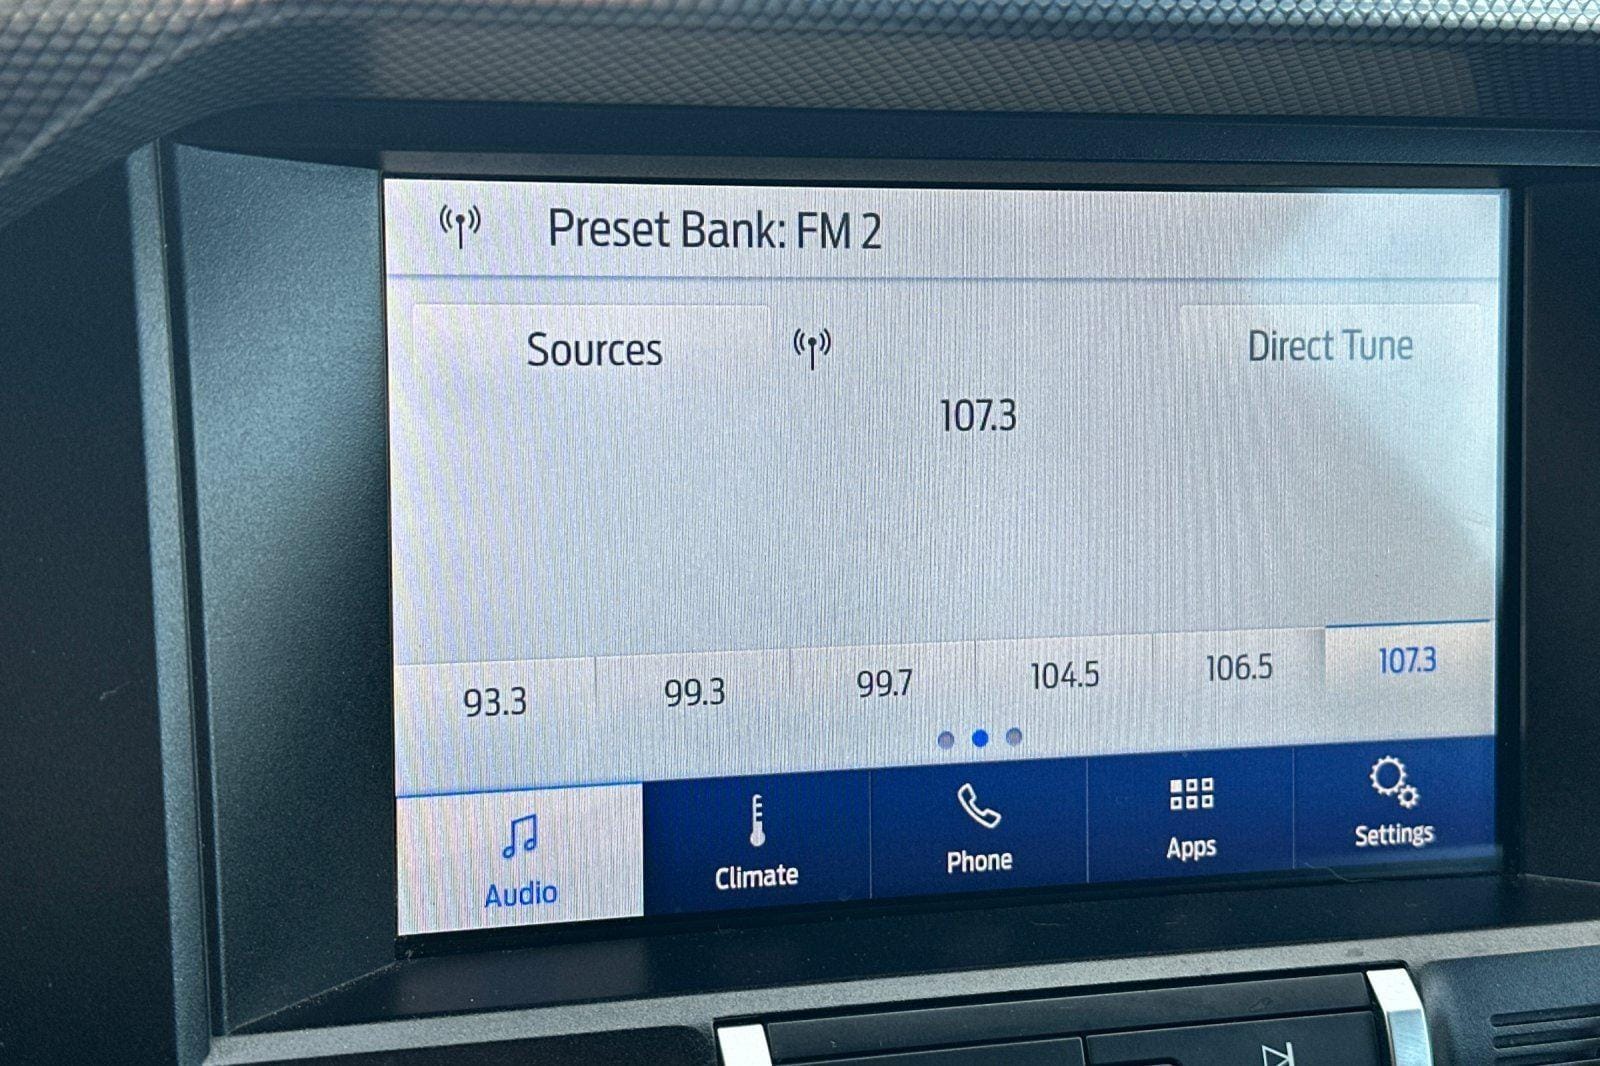 Preset Bank: FM 2
Sources
Direct Tune
107.3
93.3
99.3
99.7
104.5
106.5
107.3
Audio
Climate
Phone
Apps
Settings